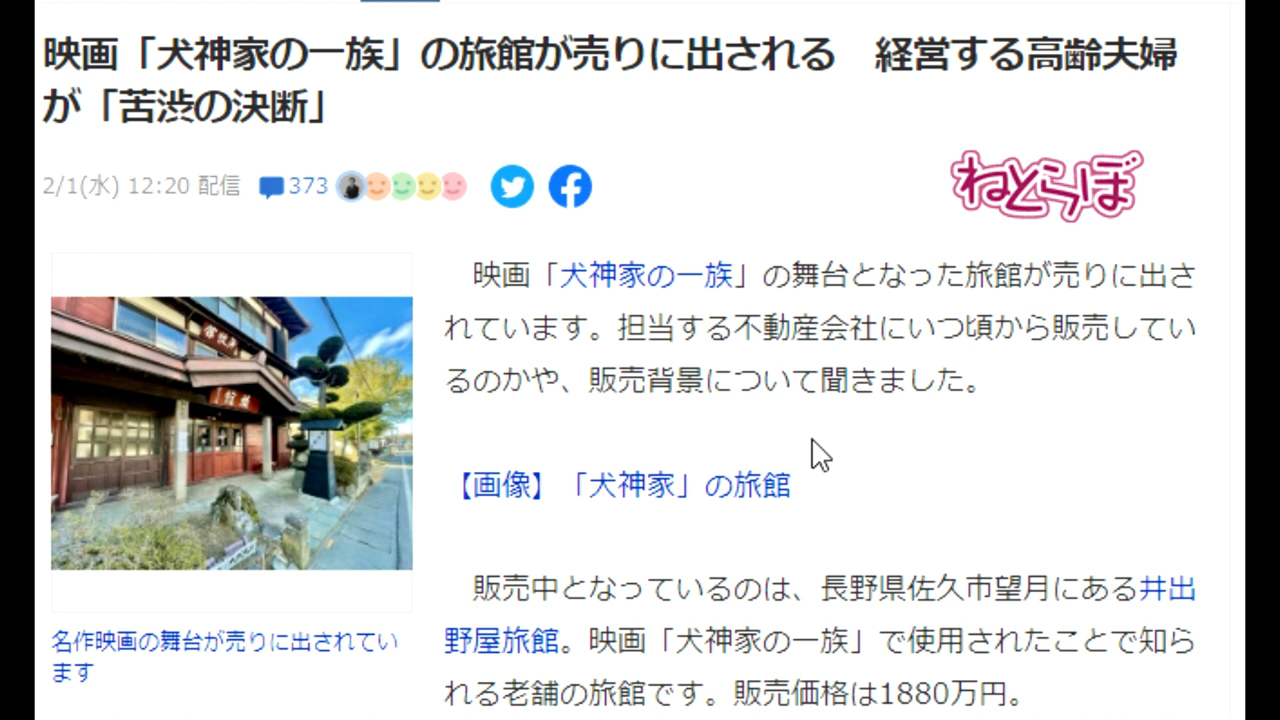 映画「犬神家の一族」の旅館が売りに出される　経営する高齢夫婦
が「苦渋の決断」
2/1(水) 12:20 配信
373
ねとらぼ
映画「犬神家の一族」の舞台となった旅館が売りに出さ
れています。担当する不動産会社にいつ頃から販売してい
るのかや、販売背景について聞きました。
【画像】「犬神家」の旅館
販売中となっているのは、長野県佐久市望月にある井出
野屋旅館。映画「犬神家の一族」で使用されたことで知ら
れる老舗の旅館です。販売価格は1880万円。
名作映画の舞台が売りに出されてい
ます